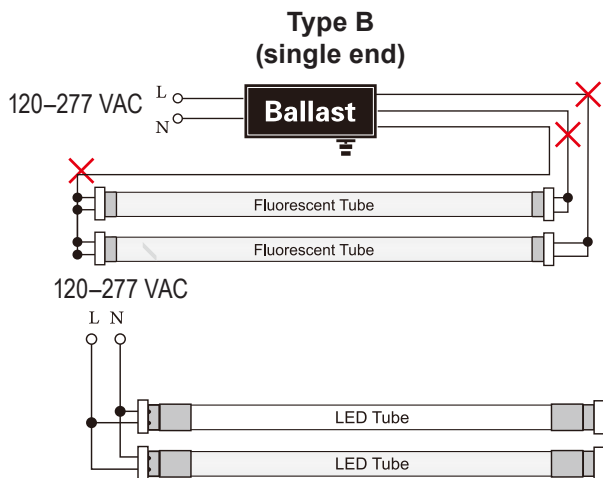 Type B
(single end)
120–277 VAC
L
N
Ballast
Fluorescent Tube
Fluorescent Tube
120–277 VAC
L N
LED Tube
LED Tube